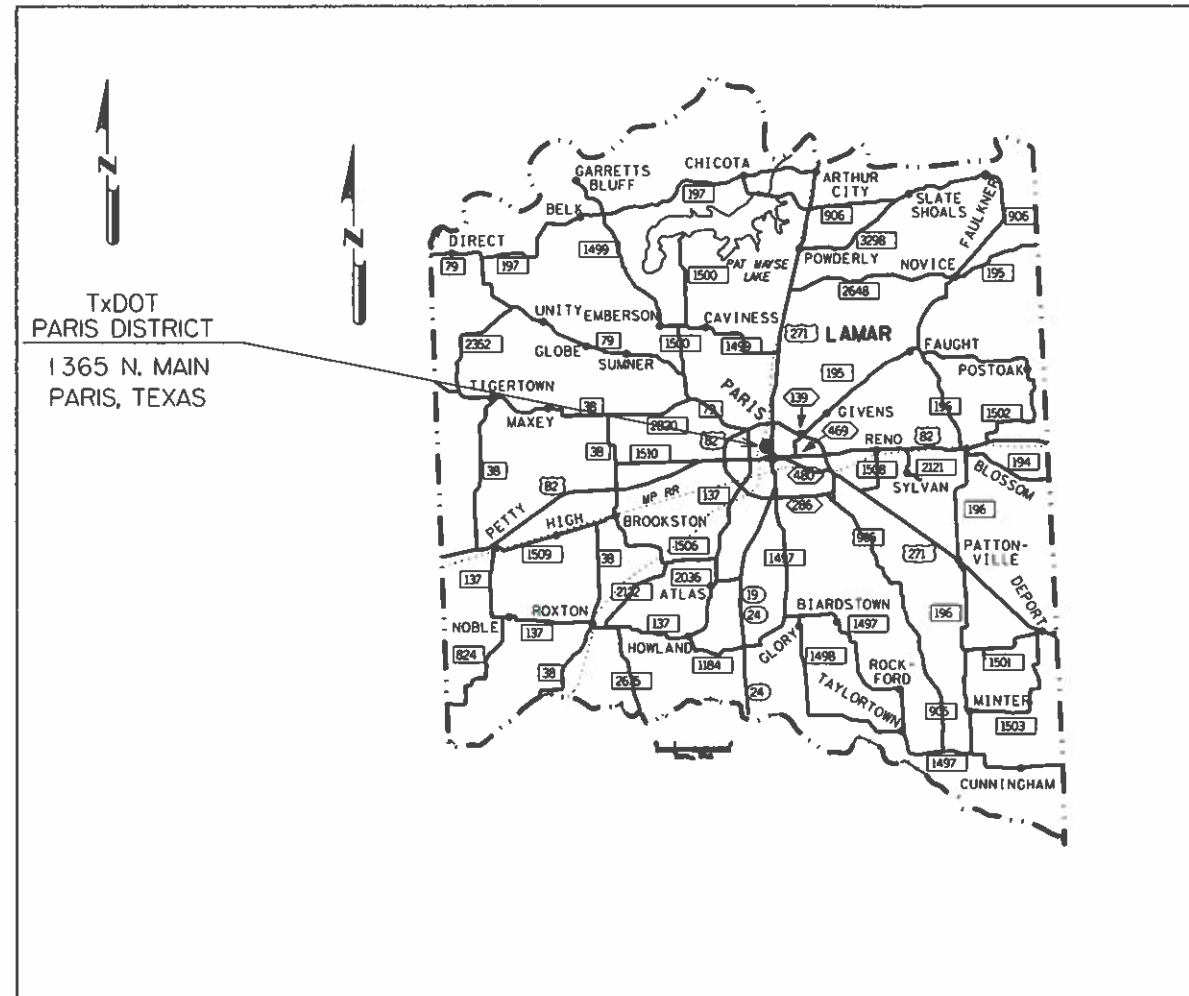 N
N
TxDOT
PARIS DISTRICT
1365 N. MAIN
PARIS, TEXAS
GARRETTS
BLUFF
CHICOTA
ARTHUR
CITY
197
906
SLATE
SHOALS
FAULKNER
906
BELK
DIRECT
79
197
1499
1500
PAT MAYSE
LAKE
3298
POWDERLY
NOVICE
195
2648
UNITY
EMBERSON
CAVINESS
271
LAMAR
2352
79
1500
1499
GLOBE
SUMNER
FAUGHT
POSTOAK
195
TIGERTOWN
PARIS
139
GIVENS
196
1502
MAXEY
38
79
2820
469
82
RENO
82
38
38
1510
480
1508
SYLVAN
2121
BLOSSOM
194
82
MP RR
137
286
196
PETTY
HIGH
BROOKSTON
1509
1506
38
1497
905
271
PATTON-
VILLE
137
2122
2036
ATLAS
19
24
BIARDSTOWN
196
DEPORT
NOBLE
ROXTON
137
137
HOWLAND
1184
GLORY
1497
1498
ROCK-
FORD
1501
824
38
2675
24
TAYLORTOWN
905
MINTER
1503
1497
CUNNINGHAM